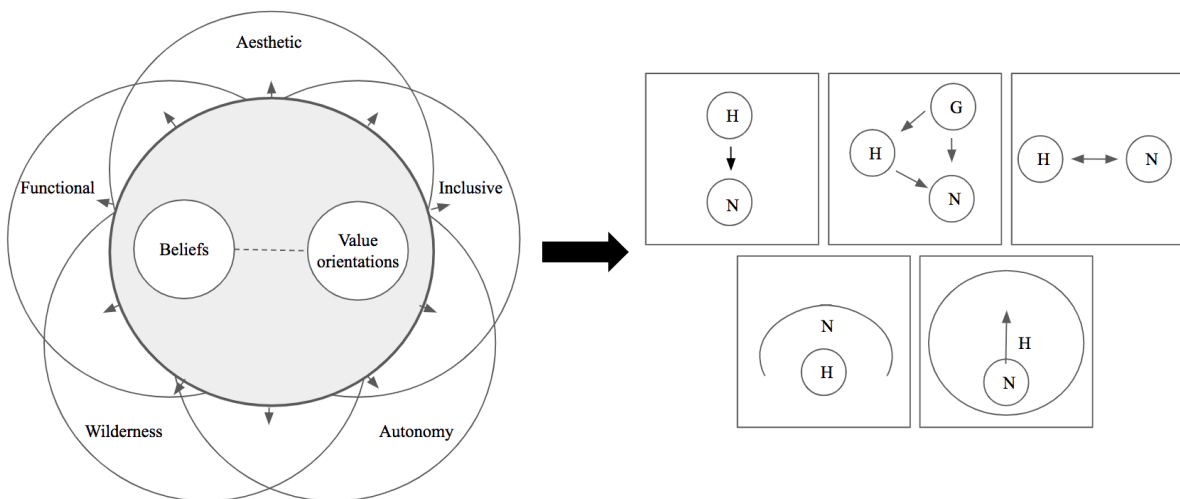 Aesthetic
Functional
Inclusive
Beliefs
Value
orientations
Wilderness
Autonomy
H
N
G
H
N
H
N
N
H
H
N